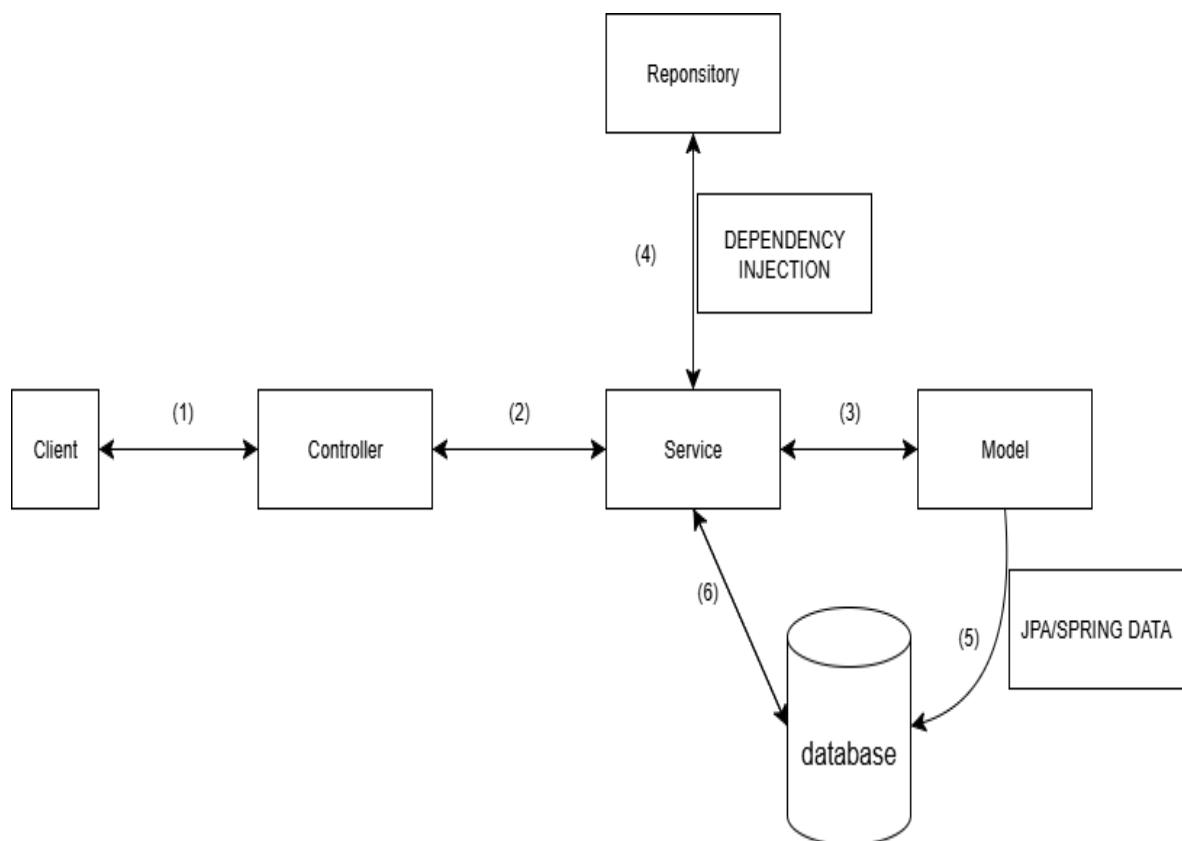 Reponsitory
DEPENDENCY
INJECTION
(4)
(1)
(2)
(3)
Client
Controller
Service
Model
(6)
JPA/SPRING DATA
(5)
database